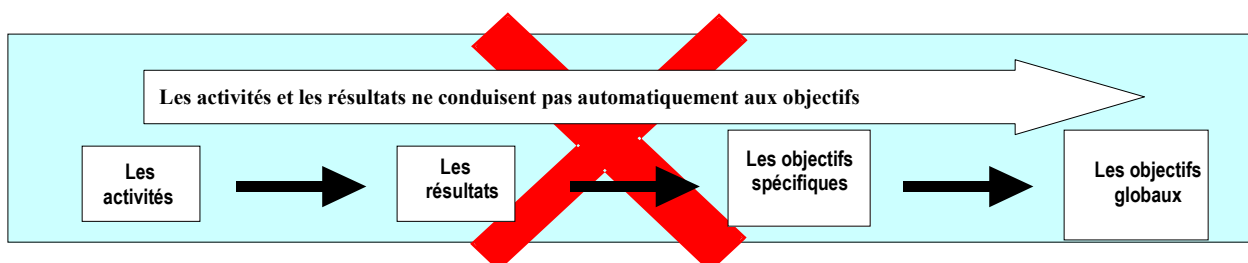 Les activités et les résultats ne conduisent pas automatiquement aux objectifs
Les
activités
Les
résultats
Les objectifs
spécifiques
Les objectifs
globaux